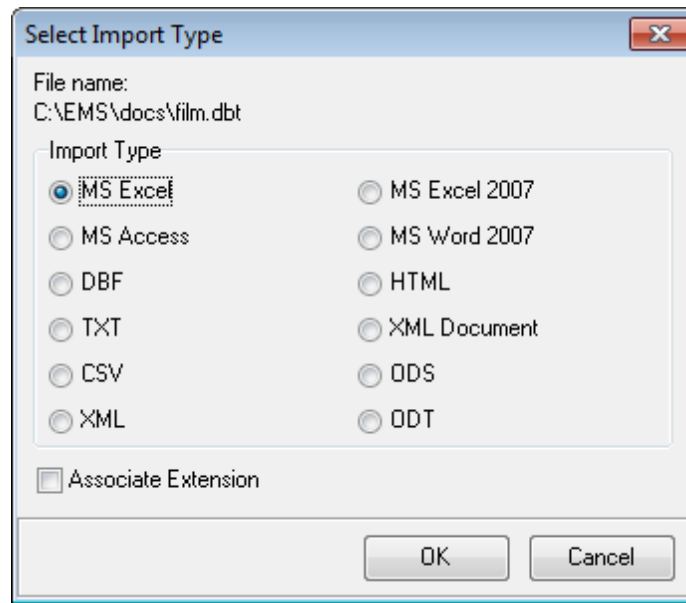 Select Import Type
File name:
C:\EMS\docs\film.dbt
Import Type
MS Excel
MS Excel 2007
MS Access
MS Word 2007
DBF
HTML
TXT
XML Document
CSV
ODS
XML
ODT
Associate Extension
OK
Cancel